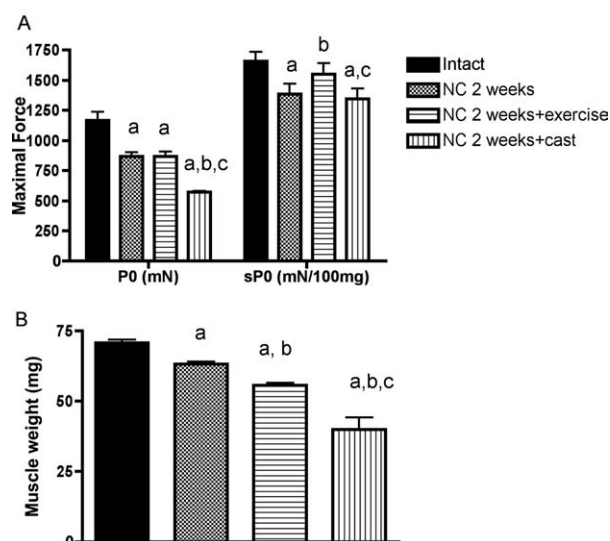 A
Maximal Force
1750
1500
1250
1000
750
500
250
0
a
a
a,b,c
a
b
a,c
P0 (mN)
sP0 (mN/100mg)
Intact
NC 2 weeks
NC 2 weeks+exercise
NC 2 weeks+cast
B
Muscle weight (mg)
75
50
25
0
a
a, b
a,b,c